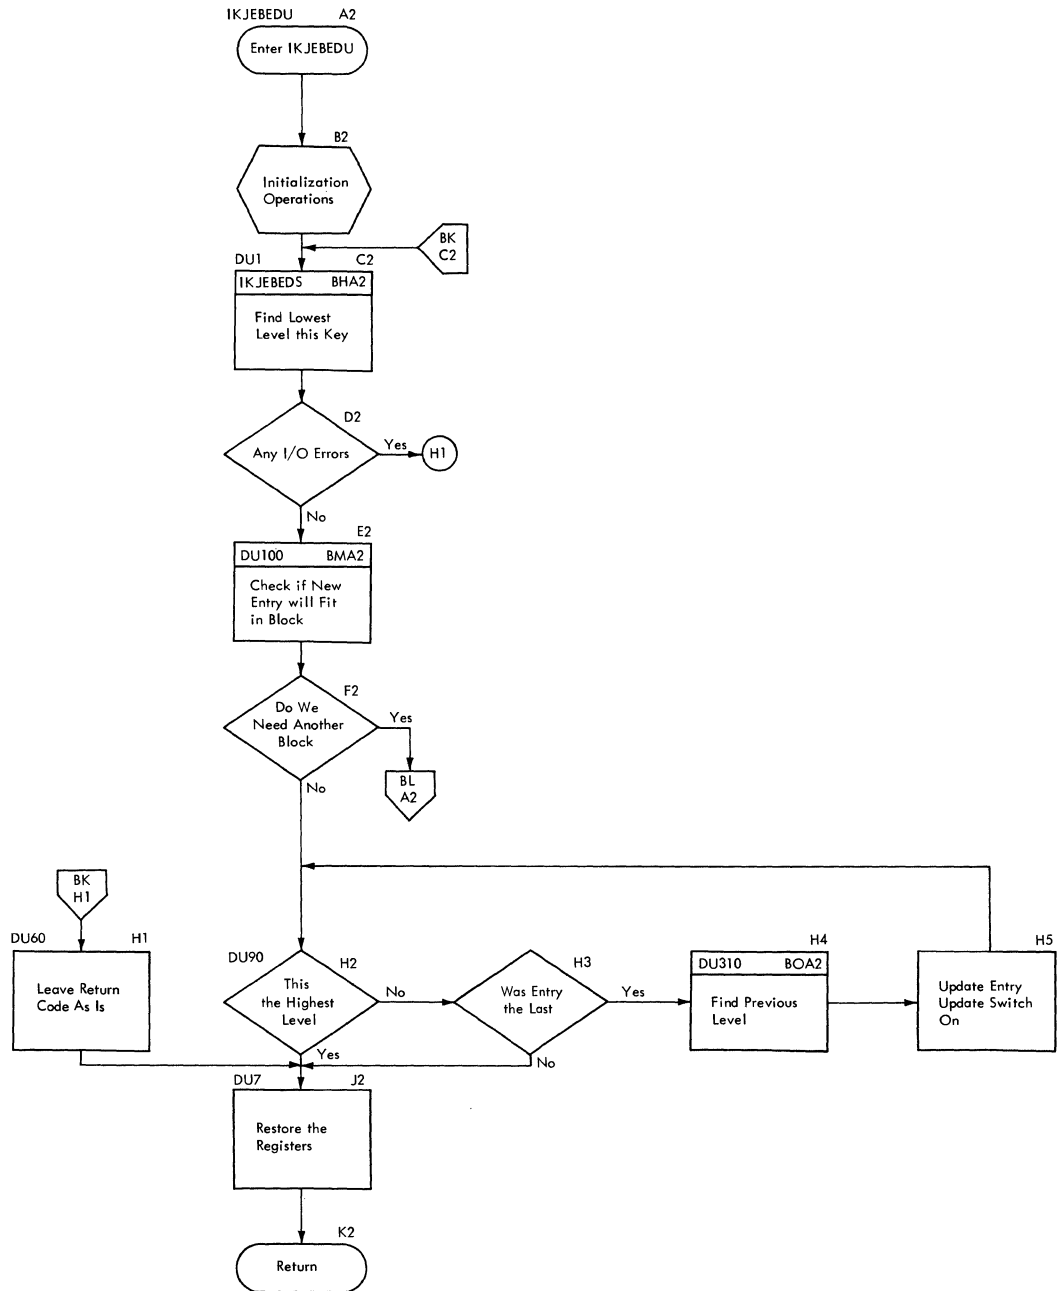 IKJEBEDU A2
Enter IKJEBEDU
B2
Initialization
Operations
BK
C2
DU1 C2
IKJEBEDS BHA2
Find Lowest
Level this Key
D2
Any I/O Errors
Yes
H1
No
E2
DU100 BMA2
Check if New
Entry will Fit
in Block
F2
Do We
Need Another
Block
Yes
BL
A2
No
BK
H1
DU60 H1
Leave Return
Code As Is
DU90 H2
This
the Highest
Level
No
Yes
H3
Was Entry
the Last
Yes
No
H4
DU310 BOA2
Find Previous
Level
H5
Update Entry
Update Switch
On
DU7 J2
Restore the
Registers
K2
Return